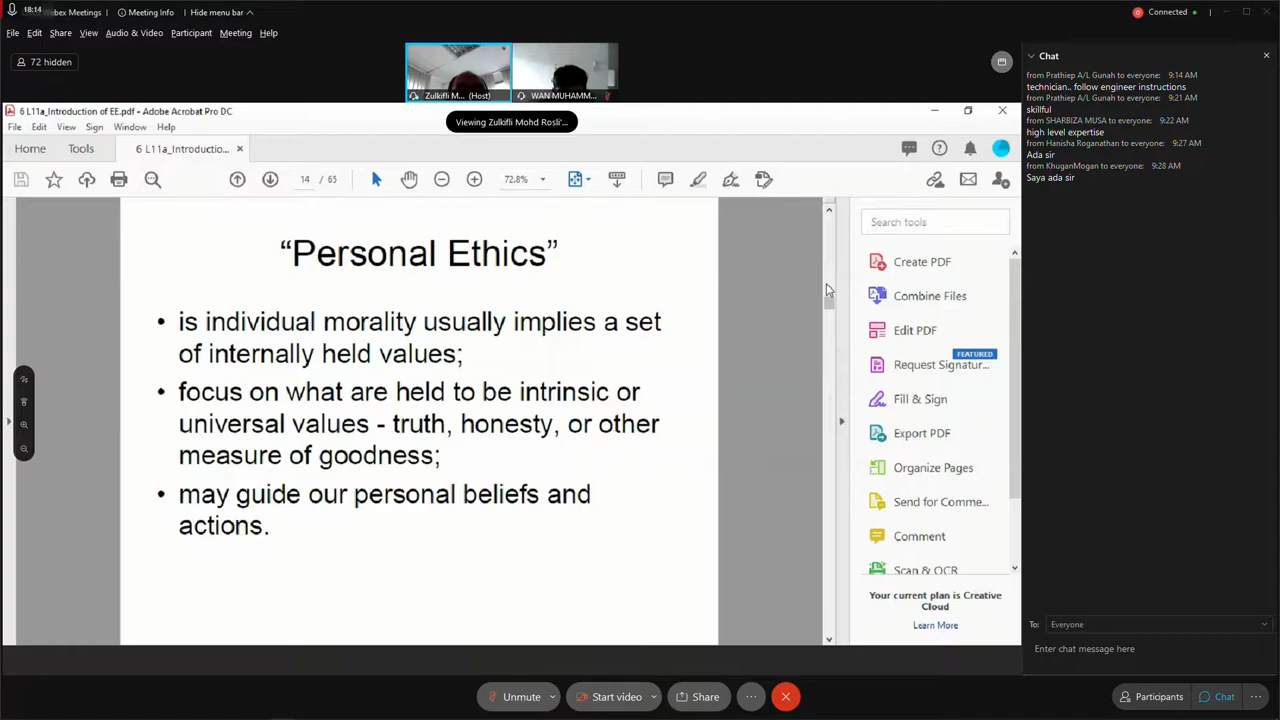 18:14
ebex Meetings
Meeting Info
Hide menu bar
Connected
File Edit Share View Audio & Video Participant Meeting Help
72 hidden
Zulkifli M... (Host)
WAN MUHAMM...
Viewing Zulkifli Mohd Rosli'...
6 L11a_Introduction of EE.pdf - Adobe Acrobat Pro DC
File Edit View Sign Window Help
Home Tools 6 L11a_Introductio... ×
14 / 65 72.8%
“Personal Ethics”
• is individual morality usually implies a set
of internally held values;
• focus on what are held to be intrinsic or
universal values - truth, honesty, or other
measure of goodness;
• may guide our personal beliefs and
actions.
Search tools
Create PDF
Combine Files
Edit PDF
FEATURED
Request Signatur...
Fill & Sign
Export PDF
Organize Pages
Send for Comme...
Comment
Scan & OCR
Your current plan is Creative
Cloud
Learn More
Chat
from Prathiep A/L Gunah to everyone: 9:14 AM
technician.. follow engineer instructions
from Prathiep A/L Gunah to everyone: 9:21 AM
skillful
from SHARBIZA MUSA to everyone: 9:22 AM
high level expertise
from Hanisha Roganathan to everyone: 9:27 AM
Ada sir
from KhuganMogan to everyone: 9:28 AM
Saya ada sir
To: Everyone
Enter chat message here
Unmute
Start video
Share
Participants
Chat